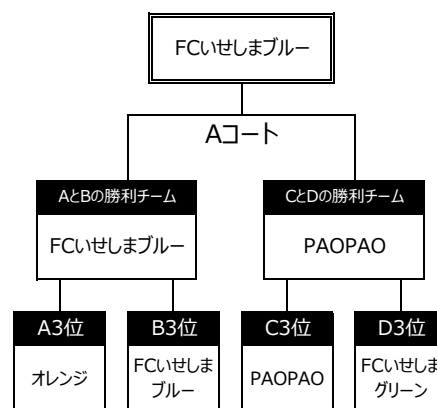 FCいせしまブルー
Aコート
AとBの勝利チーム
CとDの勝利チーム
FCいせしまブルー
PAOPAO
A3位
B3位
C3位
D3位
オレンジ
FCいせしま
ブルー
PAOPAO
FCいせしま
グリーン